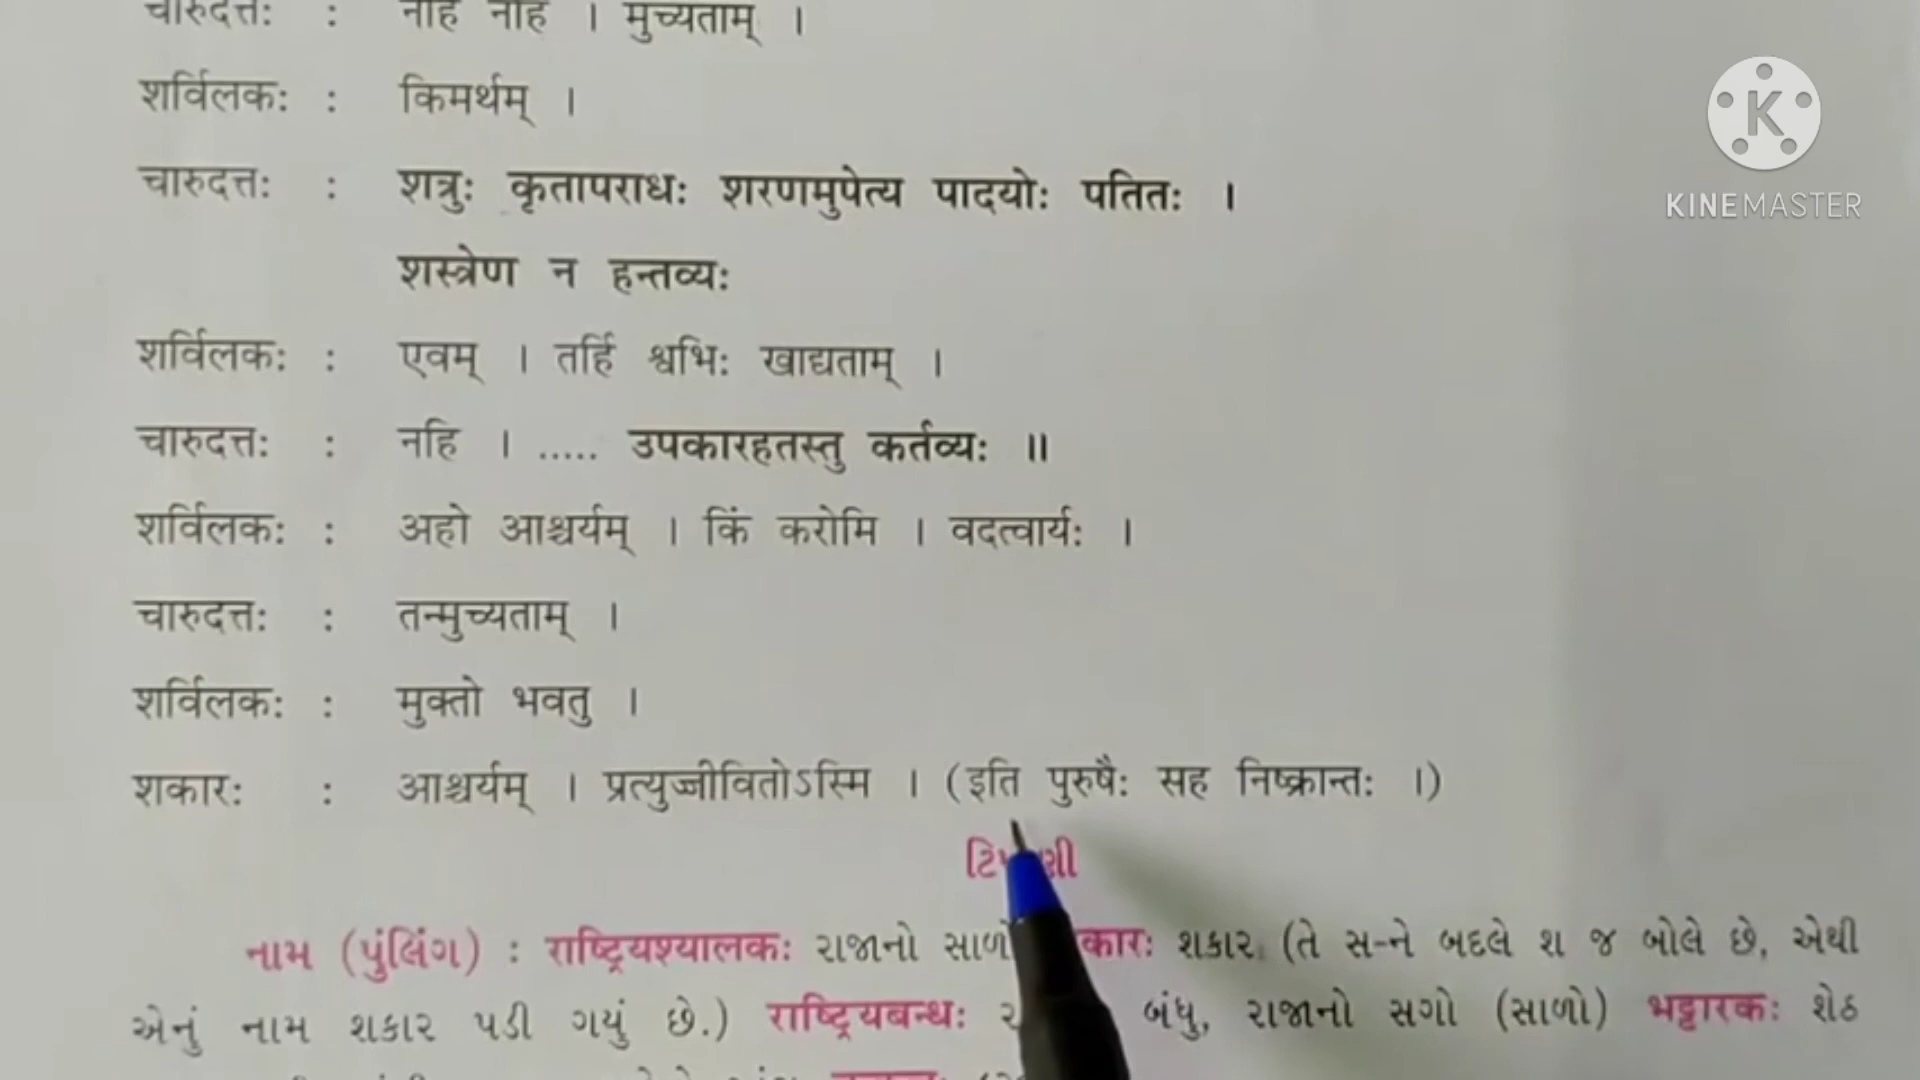 चारुदत्तः : नहि नहि । मुच्यताम् ।
शर्विलकः : किमर्थम् ।
चारुदत्तः : शत्रुः कृतापराधः शरणमुपेत्य पादयोः पतितः ।
शस्त्रेण न हन्तव्यः
शर्विलकः : एवम् । तर्हि श्वभिः खाद्यताम् ।
चारुदत्तः : नहि । ..... उपकारहतस्तु कर्तव्यः ॥
शर्विलकः : अहो आश्चर्यम् । किं करोमि । वदत्वार्यः ।
चारुदत्तः : तन्मुच्यताम् ।
शर्विलकः : मुक्तो भवतु ।
शकारः : आश्चर्यम् । प्रत्युज्जीवितोऽस्मि । (इति पुरुषैः सह निष्क्रान्तः ।)
નામ (પુંલિંગ) : राष्ट्रियश्यालकः રાજાનો સાળો कारः શકાર (તે સ-ને બદલે શ જ બોલે છે, એથી
એનું નામ શકાર પડી ગયું છે.) राष्ट्रियबन्धः બંધુ, રાજાનો સગો (સાળો) भट्टारकः શેઠ
K
KINEMASTER